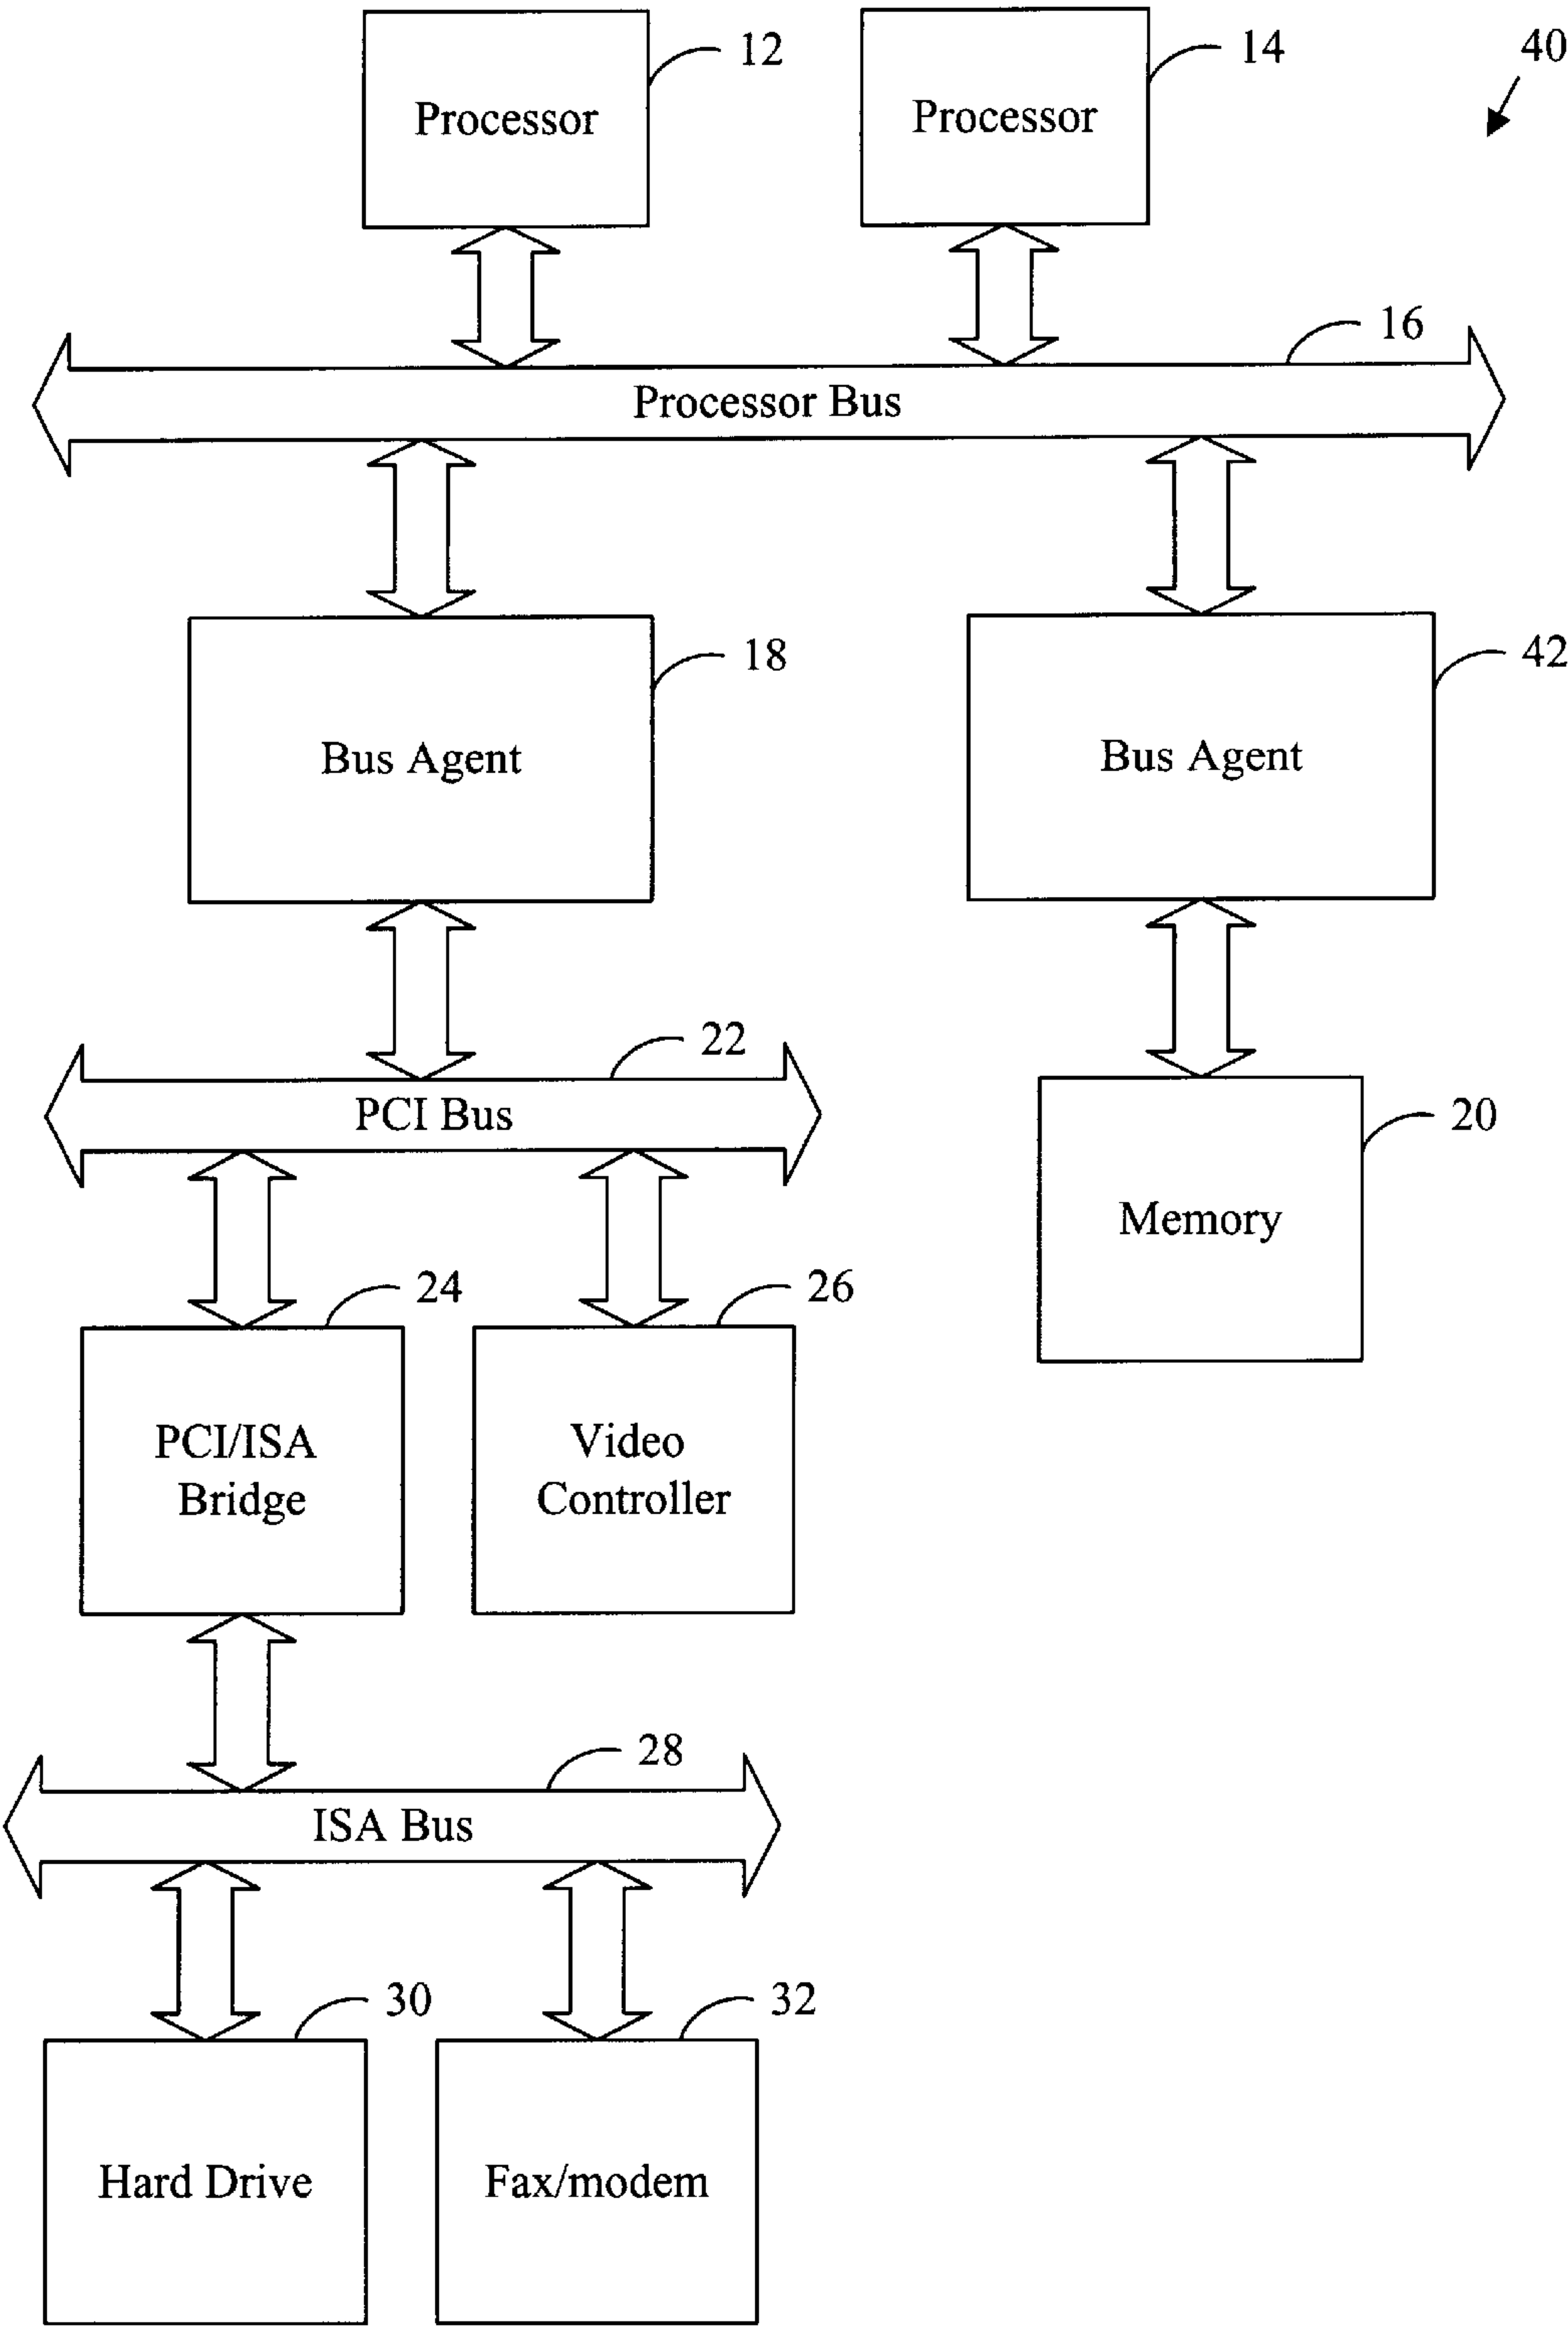 12
14
40
Processor
Processor
16
Processor Bus
18
42
Bus Agent
Bus Agent
22
PCI Bus
20
Memory
24
26
PCI/ISA
Bridge
Video
Controller
28
ISA Bus
30
32
Hard Drive
Fax/modem